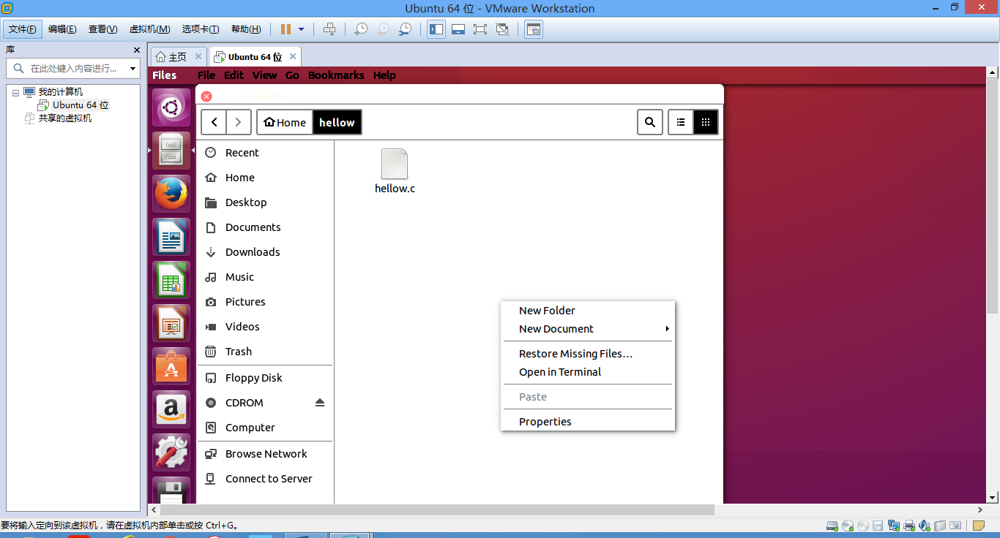 Ubuntu 64 位 - VMware Workstation
文件(F) 编辑(E) 查看(V) 虚拟机(M) 选项卡(T) 帮助(H)
库
在此处键入内容进行...
我的计算机
Ubuntu 64 位
共享的虚拟机
主页 Ubuntu 64 位
Files File Edit View Go Bookmarks Help
Home hellow
Recent
Home
Desktop
Documents
Downloads
Music
Pictures
Videos
Trash
Floppy Disk
CDROM
Computer
Browse Network
Connect to Server
hellow.c
New Folder
New Document
Restore Missing Files…
Open in Terminal
Paste
Properties
要将输入定向到该虚拟机，请在虚拟机内部单击或按 Ctrl+G。